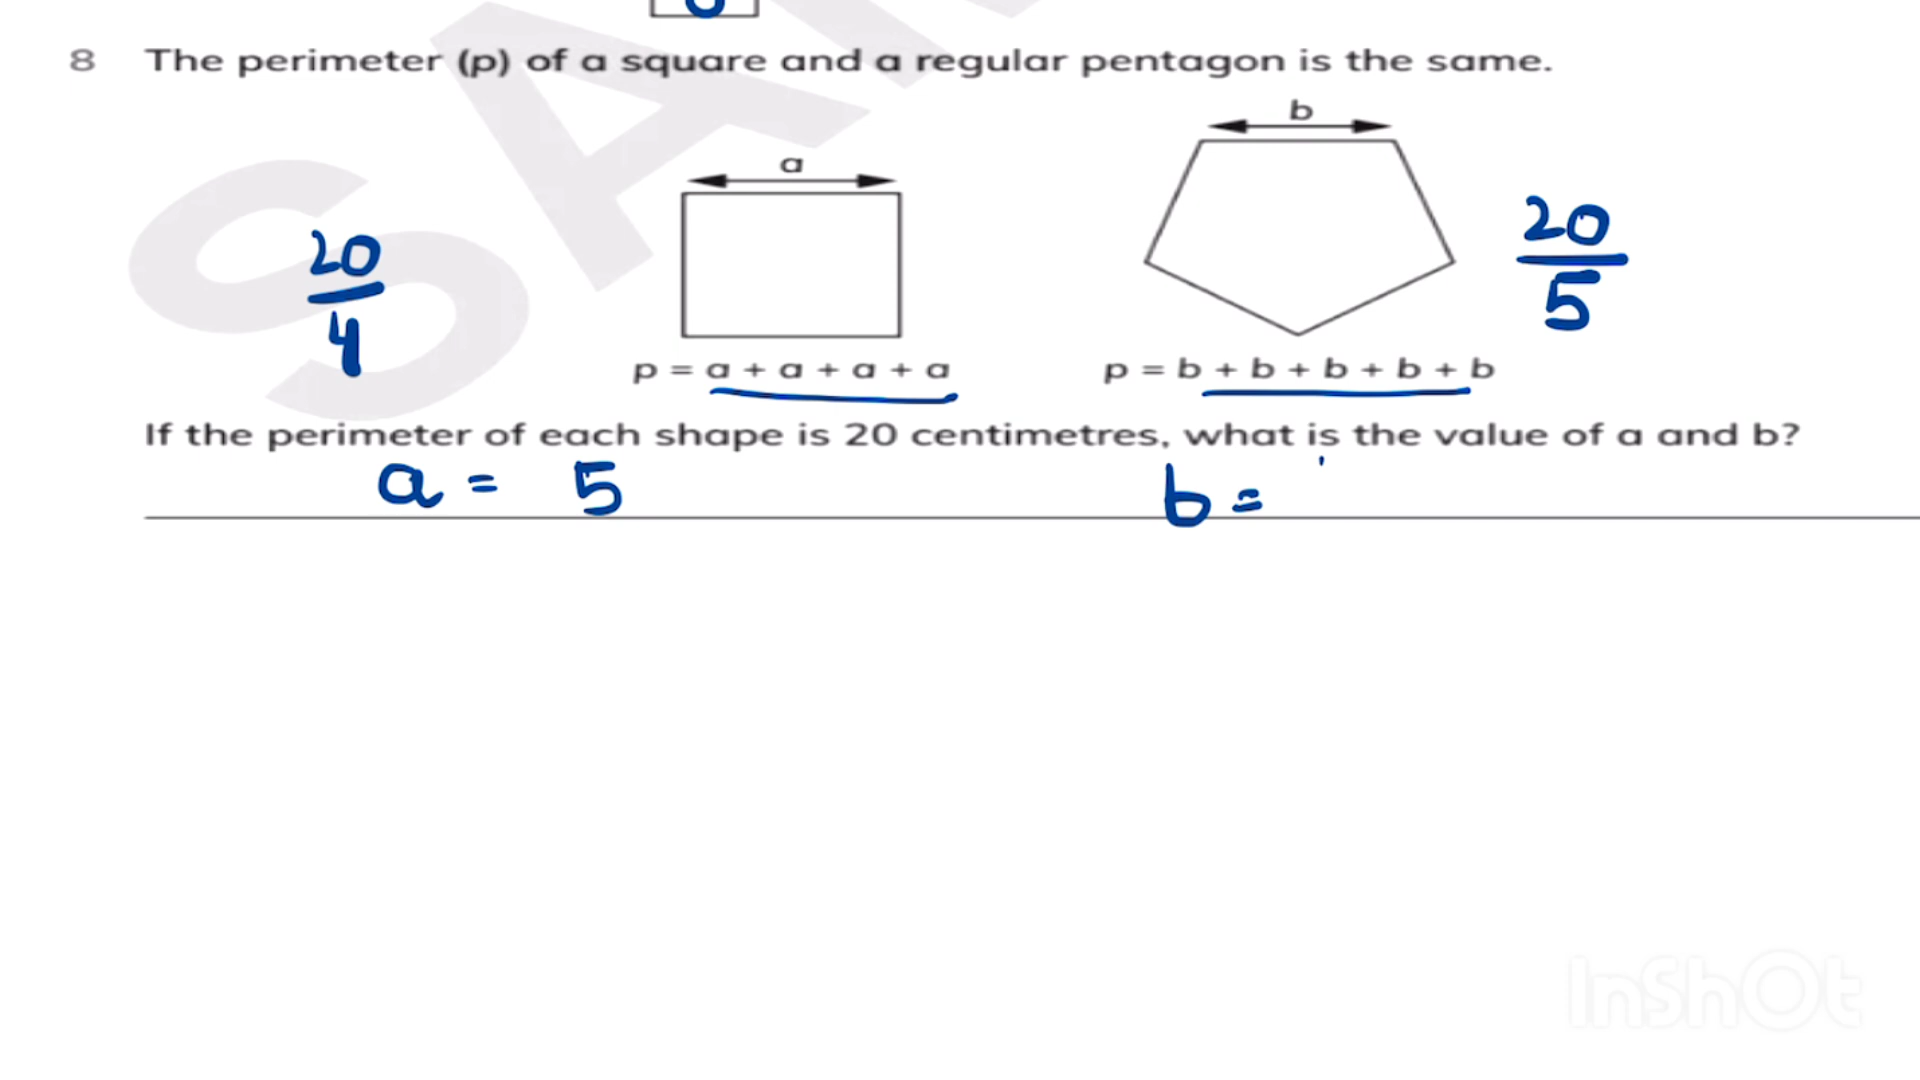 8 The perimeter (p) of a square and a regular pentagon is the same.
b
a
20
4
20
5
p = a + a + a + a
p = b + b + b + b + b
If the perimeter of each shape is 20 centimetres, what is the value of a and b?
a = 5
b =
InShOt